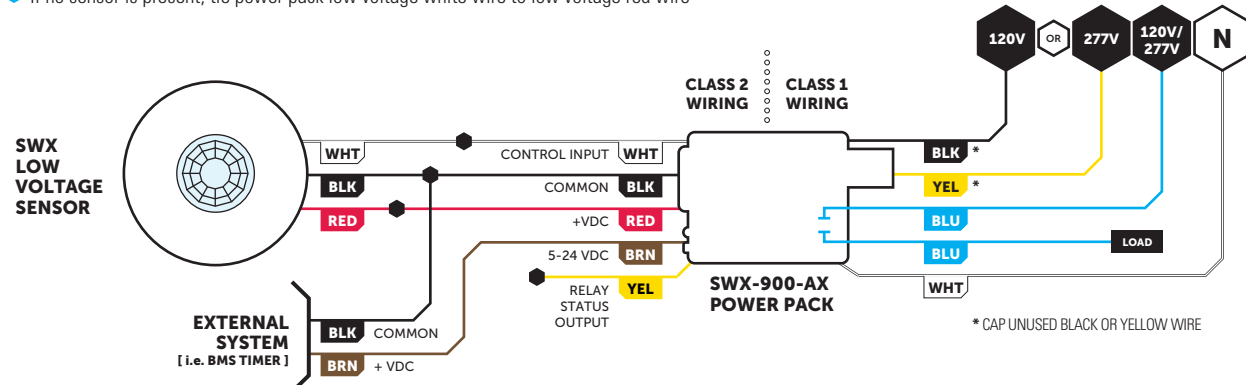 If no sensor is present, tie power pack low voltage white wire to low voltage red wire
120V
OR
277V
120V/
277V
N
CLASS 2
WIRING
CLASS 1
WIRING
SWX
LOW
VOLTAGE
SENSOR
WHT
CONTROL INPUT
WHT
BLK
*
BLK
COMMON
BLK
YEL
*
RED
+VDC
RED
BLU
5-24 VDC
BRN
BLU
LOAD
RELAY
STATUS
OUTPUT
YEL
SWX-900-AX
POWER PACK
WHT
EXTERNAL
SYSTEM
[ i.e. BMS TIMER ]
BLK
COMMON
BRN
+ VDC
* CAP UNUSED BLACK OR YELLOW WIRE